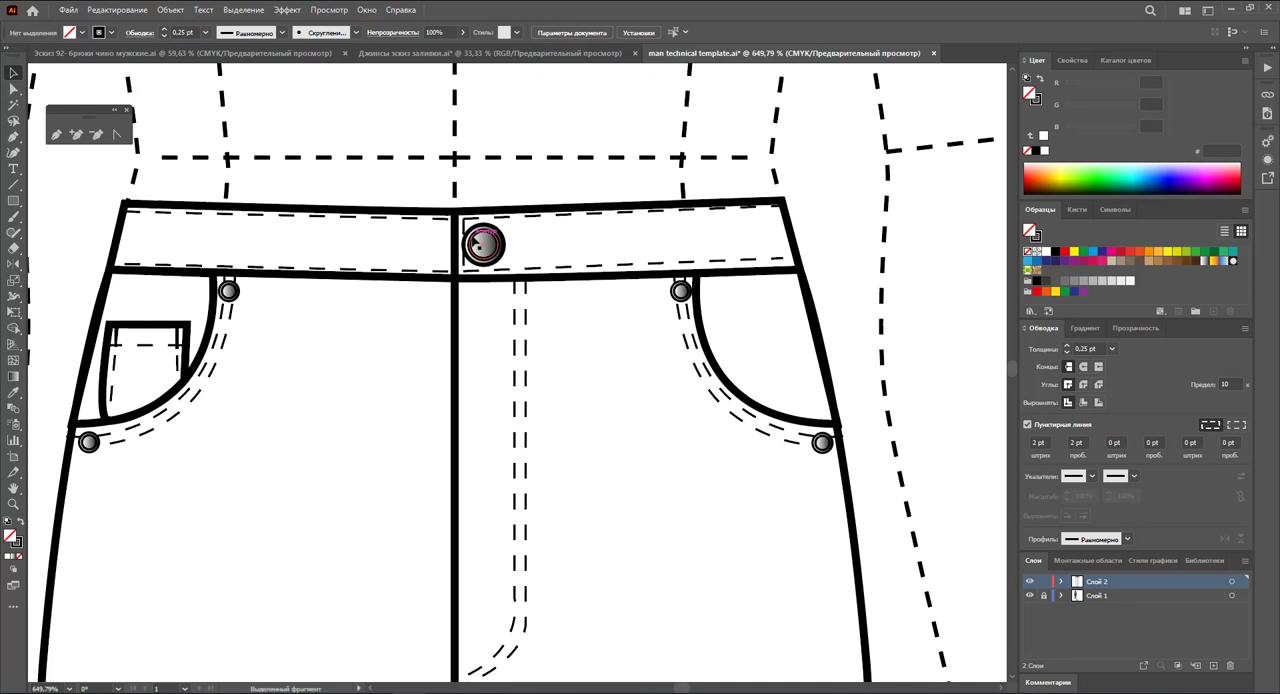 Ai Файл Редактирование Объект Текст Выделение Эффект Просмотр Окно Справка
Нет выделения Обводка: 0,25 pt Равномерно Скруглени... Непрозрачность: 100% Стили: Параметры документа Установки
Эскиз 92- брюки чино мужские.ai @ 59,63 % (CMYK/Предварительный просмотр) × Джинсы эскиз заливки.ai* @ 33,33 % (RGB/Предварительный просмотр) × man technical template.ai* @ 649,79 % (CMYK/Предварительный просмотр) ×
Цвет Свойства Каталог цветов
R
G
B
#
Образцы Кисти Символы
Обводка Градиент Прозрачность
Толщина: 0,25 pt
Концы:
Углы: Предел: 10 x
Выровнять:
Пунктирная линия
2 pt 2 pt 0 pt 0 pt 0 pt 0 pt
штрих проб. штрих проб. штрих проб.
Указатели:
Масштаб: 100% 100%
Выровнять:
Профиль: Равномерно
Слои Монтажные области Стили графики Библиотеки
Слой 2
Слой 1
2 Слои
Комментарии
649,79% 0° 1 Выделенный фрагмент